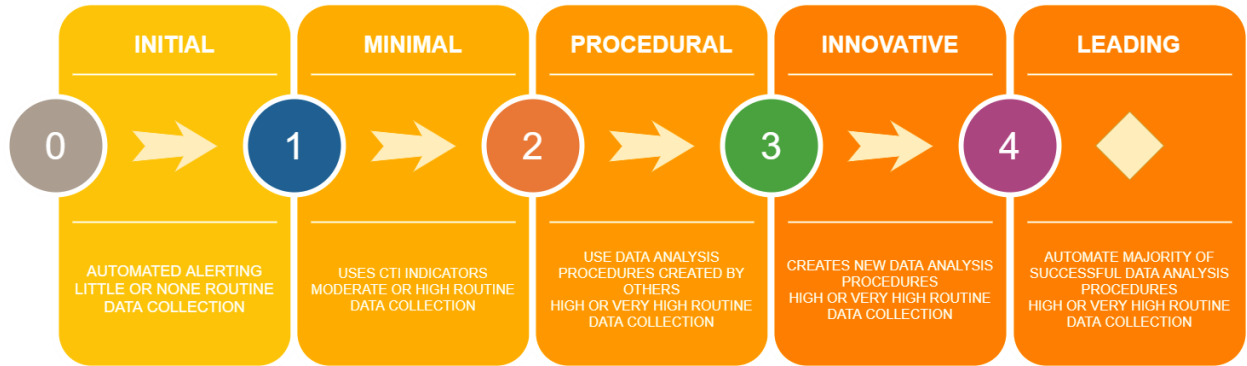 INITIAL
0
AUTOMATED ALERTING
LITTLE OR NONE ROUTINE
DATA COLLECTION
MINIMAL
1
USES CTI INDICATORS
MODERATE OR HIGH ROUTINE
DATA COLLECTION
PROCEDURAL
2
USE DATA ANALYSIS
PROCEDURES CREATED BY
OTHERS
HIGH OR VERY HIGH ROUTINE
DATA COLLECTION
INNOVATIVE
3
CREATES NEW DATA ANALYSIS
PROCEDURES
HIGH OR VERY HIGH ROUTINE
DATA COLLECTION
LEADING
4
AUTOMATE MAJORITY OF
SUCCESSFUL DATA ANALYSIS
PROCEDURES
HIGH OR VERY HIGH ROUTINE
DATA COLLECTION